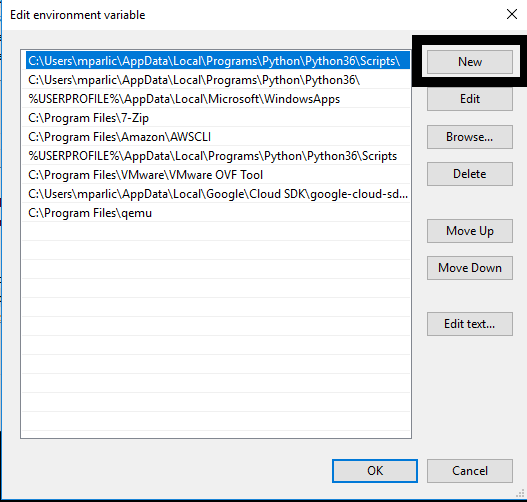 Edit environment variable
C:\Users\mparlic\AppData\Local\Programs\Python\Python36\Scripts\
C:\Users\mparlic\AppData\Local\Programs\Python\Python36\
%USERPROFILE%\AppData\Local\Microsoft\WindowsApps
C:\Program Files\7-Zip
C:\Program Files\Amazon\AWSCLI
%USERPROFILE%\AppData\Local\Programs\Python\Python36\Scripts
C:\Program Files\VMware\VMware OVF Tool
C:\Users\mparlic\AppData\Local\Google\Cloud SDK\google-cloud-sd...
C:\Program Files\qemu
New
Edit
Browse...
Delete
Move Up
Move Down
Edit text...
OK
Cancel